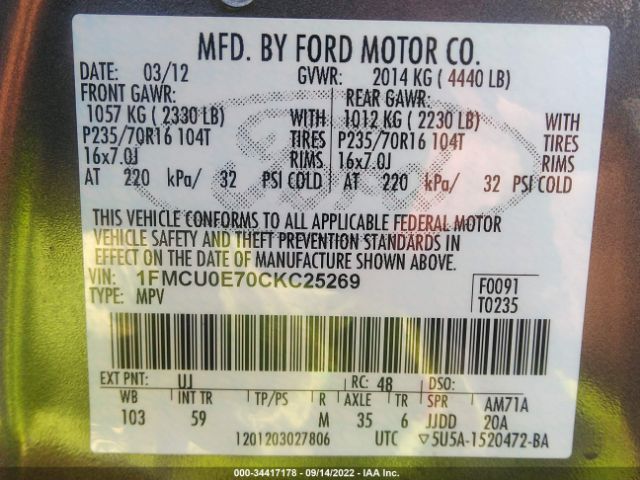 MFD. BY FORD MOTOR CO.
DATE: 03/12 GVWR: 2014 KG ( 4440 LB)
FRONT GAWR: REAR GAWR:
1057 KG ( 2330 LB) WITH 1012 KG ( 2230 LB) WITH
P235/70R16 104T TIRES P235/70R16 104T TIRES
16x7.0J RIMS 16x7.0J RIMS
AT 220 kPa/ 32 PSI COLD AT 220 kPa/ 32 PSI COLD
THIS VEHICLE CONFORMS TO ALL APPLICABLE FEDERAL MOTOR
VEHICLE SAFETY AND THEFT PREVENTION STANDARDS IN
EFFECT ON THE DATE OF MANUFACTURE SHOWN ABOVE.
VIN: 1FMCU0E70CKC25269 F0091
TYPE: MPV T0235
EXT PNT: UJ RC: 48 DSO:
WB INT TR TP/PS R AXLE TR SPR AM71A
103 59 M 35 6 JJDD 20A
1201203027806 UTC ▽5U5A-1520472-BA
000-34417178 - 09/14/2022 - IAA Inc.